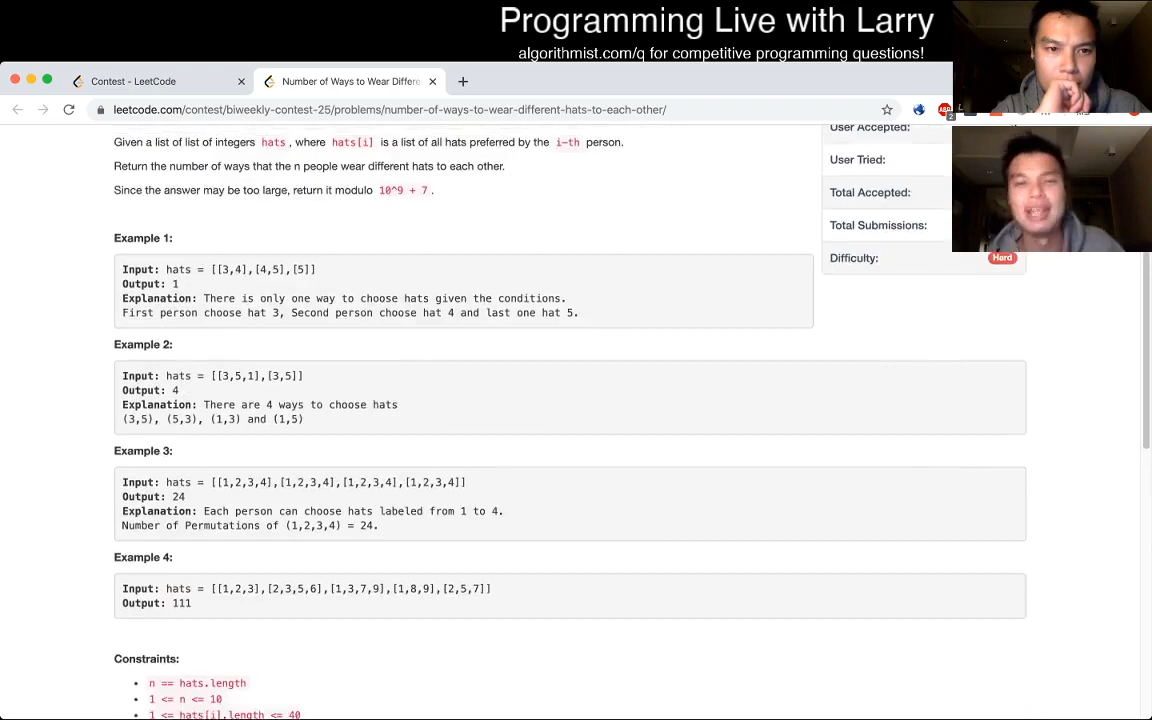 Programming Live with Larry
algorithmist.com/q for competitive programming questions!
Contest - LeetCode
Number of Ways to Wear Differe
leetcode.com/contest/biweekly-contest-25/problems/number-of-ways-to-wear-different-hats-to-each-other/
Given a list of list of integers hats , where hats[i] is a list of all hats preferred by the i-th person.
Return the number of ways that the n people wear different hats to each other.
Since the answer may be too large, return it modulo 10^9 + 7 .
User Accepted:
User Tried:
Total Accepted:
Total Submissions:
Difficulty:
Hard
Example 1:
Input: hats = [[3,4],[4,5],[5]]
Output: 1
Explanation: There is only one way to choose hats given the conditions.
First person choose hat 3, Second person choose hat 4 and last one hat 5.
Example 2:
Input: hats = [[3,5,1],[3,5]]
Output: 4
Explanation: There are 4 ways to choose hats
(3,5), (5,3), (1,3) and (1,5)
Example 3:
Input: hats = [[1,2,3,4],[1,2,3,4],[1,2,3,4],[1,2,3,4]]
Output: 24
Explanation: Each person can choose hats labeled from 1 to 4.
Number of Permutations of (1,2,3,4) = 24.
Example 4:
Input: hats = [[1,2,3],[2,3,5,6],[1,3,7,9],[1,8,9],[2,5,7]]
Output: 111
Constraints:
n == hats.length
1 <= n <= 10
1 <= hats[i].length <= 40